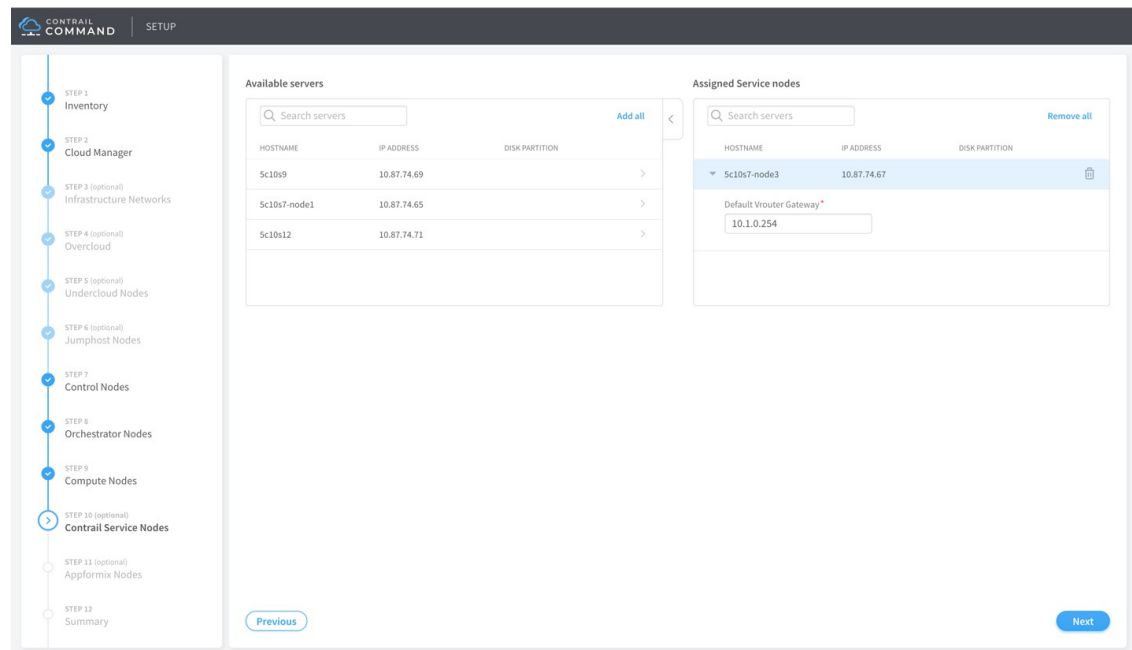 CONTRAIL
COMMAND
SETUP
STEP 1
Inventory
STEP 2
Cloud Manager
STEP 3 (optional)
Infrastructure Networks
STEP 4 (optional)
Overcloud
STEP 5 (optional)
Undercloud Nodes
STEP 6 (optional)
Jumphost Nodes
STEP 7
Control Nodes
STEP 8
Orchestrator Nodes
STEP 9
Compute Nodes
STEP 10 (optional)
Contrail Service Nodes
STEP 11 (optional)
Appformix Nodes
STEP 12
Summary
Available servers
Search servers Add all
HOSTNAME IP ADDRESS DISK PARTITION
5c10s9 10.87.74.69
5c10s7-node1 10.87.74.65
5c10s12 10.87.74.71
Assigned Service nodes
Search servers Remove all
HOSTNAME IP ADDRESS DISK PARTITION
5c10s7-node3 10.87.74.67
Default Vrouter Gateway*
10.1.0.254
Previous
Next